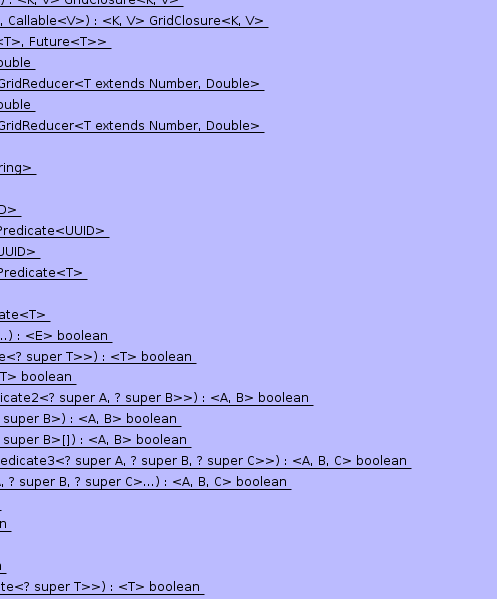 ) : <K, V> GridClosure<K, V>
, Callable<V>) : <K, V> GridClosure<K, V>
<T>, Future<T>>
ouble
GridReducer<T extends Number, Double>
ouble
GridReducer<T extends Number, Double>
ring>
D>
Predicate<UUID>
UUID>
Predicate<T>
ate<T>
..) : <E> boolean
e<? super T>>) : <T> boolean
T> boolean
icate2<? super A, ? super B>>) : <A, B> boolean
super B>) : <A, B> boolean
super B>[]) : <A, B> boolean
edicate3<? super A, ? super B, ? super C>>) : <A, B, C> boolean
, ? super B, ? super C>...) : <A, B, C> boolean
n
te<? super T>>) : <T> boolean